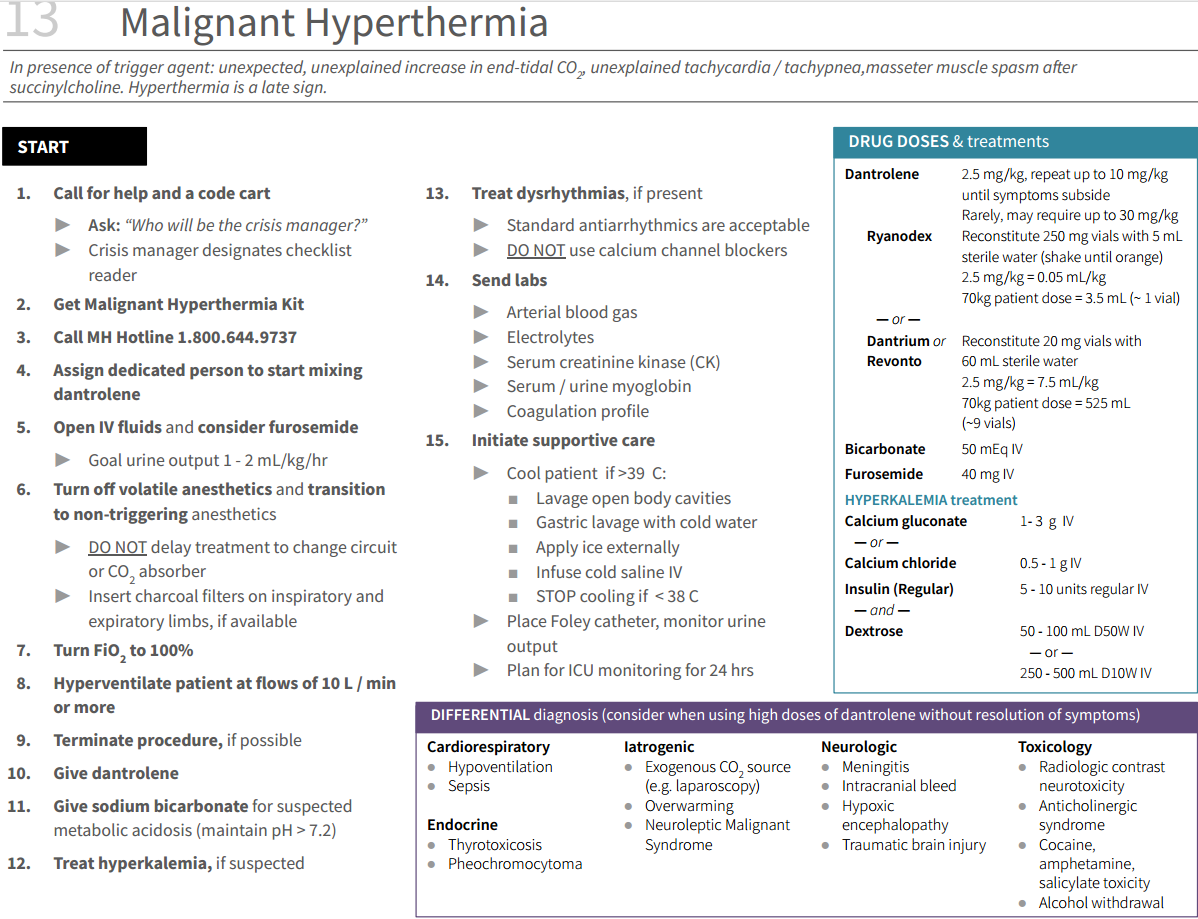 13 Malignant Hyperthermia
In presence of trigger agent: unexpected, unexplained increase in end-tidal CO2, unexplained tachycardia / tachypnea,masseter muscle spasm after
succinylcholine. Hyperthermia is a late sign.
START
1. Call for help and a code cart
▶ Ask: “Who will be the crisis manager?”
▶ Crisis manager designates checklist
reader
2. Get Malignant Hyperthermia Kit
3. Call MH Hotline 1.800.644.9737
4. Assign dedicated person to start mixing
dantrolene
5. Open IV fluids and consider furosemide
▶ Goal urine output 1 - 2 mL/kg/hr
6. Turn off volatile anesthetics and transition
to non-triggering anesthetics
▶ DO NOT delay treatment to change circuit
or CO2 absorber
▶ Insert charcoal filters on inspiratory and
expiratory limbs, if available
7. Turn FiO2 to 100%
8. Hyperventilate patient at flows of 10 L / min
or more
9. Terminate procedure, if possible
10. Give dantrolene
11. Give sodium bicarbonate for suspected
metabolic acidosis (maintain pH > 7.2)
12. Treat hyperkalemia, if suspected
13. Treat dysrhythmias, if present
▶ Standard antiarrhythmics are acceptable
▶ DO NOT use calcium channel blockers
14. Send labs
▶ Arterial blood gas
▶ Electrolytes
▶ Serum creatinine kinase (CK)
▶ Serum / urine myoglobin
▶ Coagulation profile
15. Initiate supportive care
▶ Cool patient if >39 C:
■ Lavage open body cavities
■ Gastric lavage with cold water
■ Apply ice externally
■ Infuse cold saline IV
■ STOP cooling if < 38 C
▶ Place Foley catheter, monitor urine
output
▶ Plan for ICU monitoring for 24 hrs
DRUG DOSES & treatments
Dantrolene 2.5 mg/kg, repeat up to 10 mg/kg
until symptoms subside
Rarely, may require up to 30 mg/kg
Ryanodex Reconstitute 250 mg vials with 5 mL
sterile water (shake until orange)
2.5 mg/kg = 0.05 mL/kg
70kg patient dose = 3.5 mL (~ 1 vial)
— or —
Dantrium or Reconstitute 20 mg vials with
Revonto 60 mL sterile water
2.5 mg/kg = 7.5 mL/kg
70kg patient dose = 525 mL
(~9 vials)
Bicarbonate 50 mEq IV
Furosemide 40 mg IV
HYPERKALEMIA treatment
Calcium gluconate 1- 3 g IV
— or —
Calcium chloride 0.5 - 1 g IV
Insulin (Regular) 5 - 10 units regular IV
— and —
Dextrose 50 - 100 mL D50W IV
— or —
250 - 500 mL D10W IV
DIFFERENTIAL diagnosis (consider when using high doses of dantrolene without resolution of symptoms)
Cardiorespiratory
● Hypoventilation
● Sepsis
Endocrine
● Thyrotoxicosis
● Pheochromocytoma
Iatrogenic
● Exogenous CO2 source
(e.g. laparoscopy)
● Overwarming
● Neuroleptic Malignant
Syndrome
Neurologic
● Meningitis
● Intracranial bleed
● Hypoxic
encephalopathy
● Traumatic brain injury
Toxicology
● Radiologic contrast
neurotoxicity
● Anticholinergic
syndrome
● Cocaine,
amphetamine,
salicylate toxicity
● Alcohol withdrawal